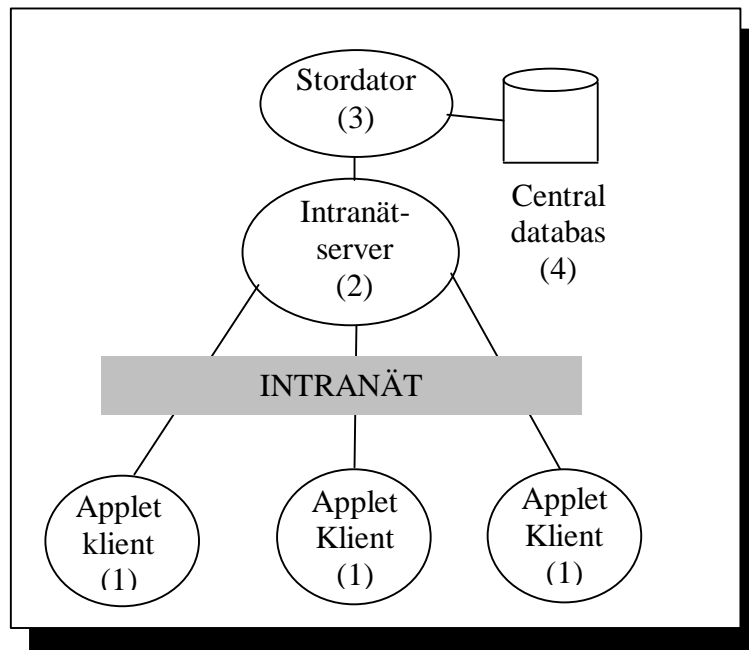 Stordator
(3)
Central
databas
(4)
Intranät-
server
(2)
INTRANÄT
Applet
klient
(1)
Applet
Klient
(1)
Applet
Klient
(1)